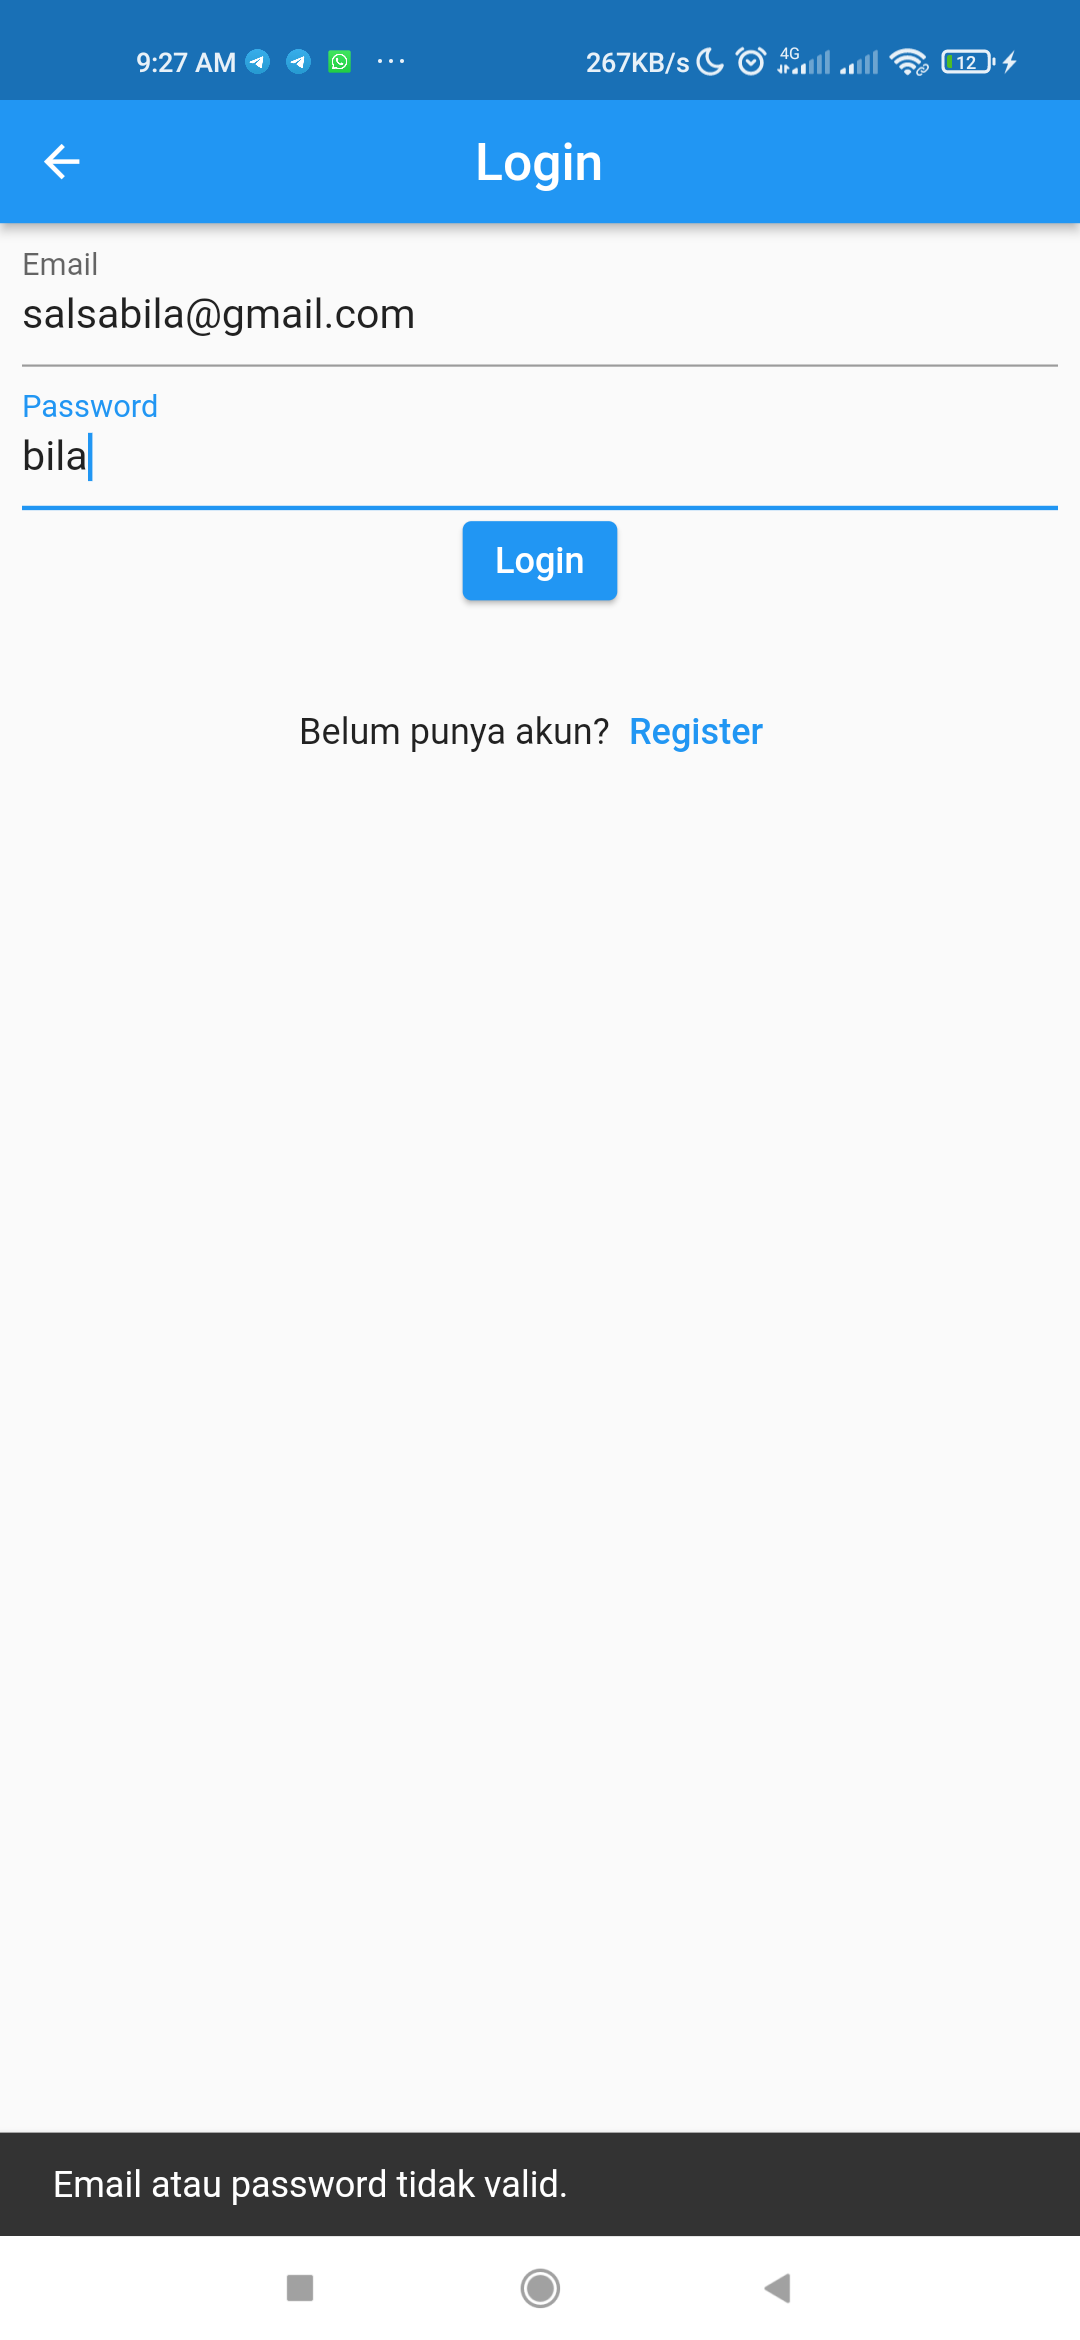 9:27 AM ... 267KB/s 4G 12
Login
Email
salsabila@gmail.com
Password
bila
Login
Belum punya akun? Register
Email atau password tidak valid.